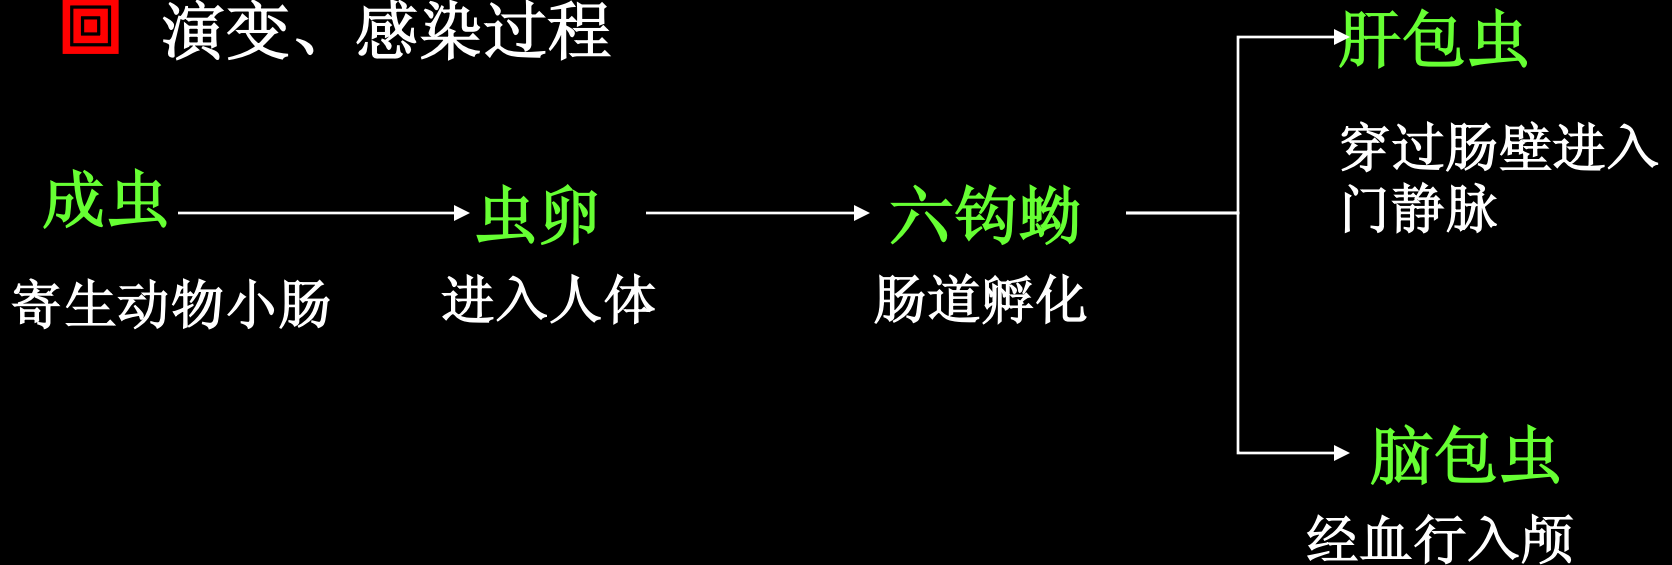 演变、感染过程
成虫
寄生动物小肠
虫卵
进入人体
六钩蚴
肠道孵化
肝包虫
穿过肠壁进入
门静脉
脑包虫
经血行入颅